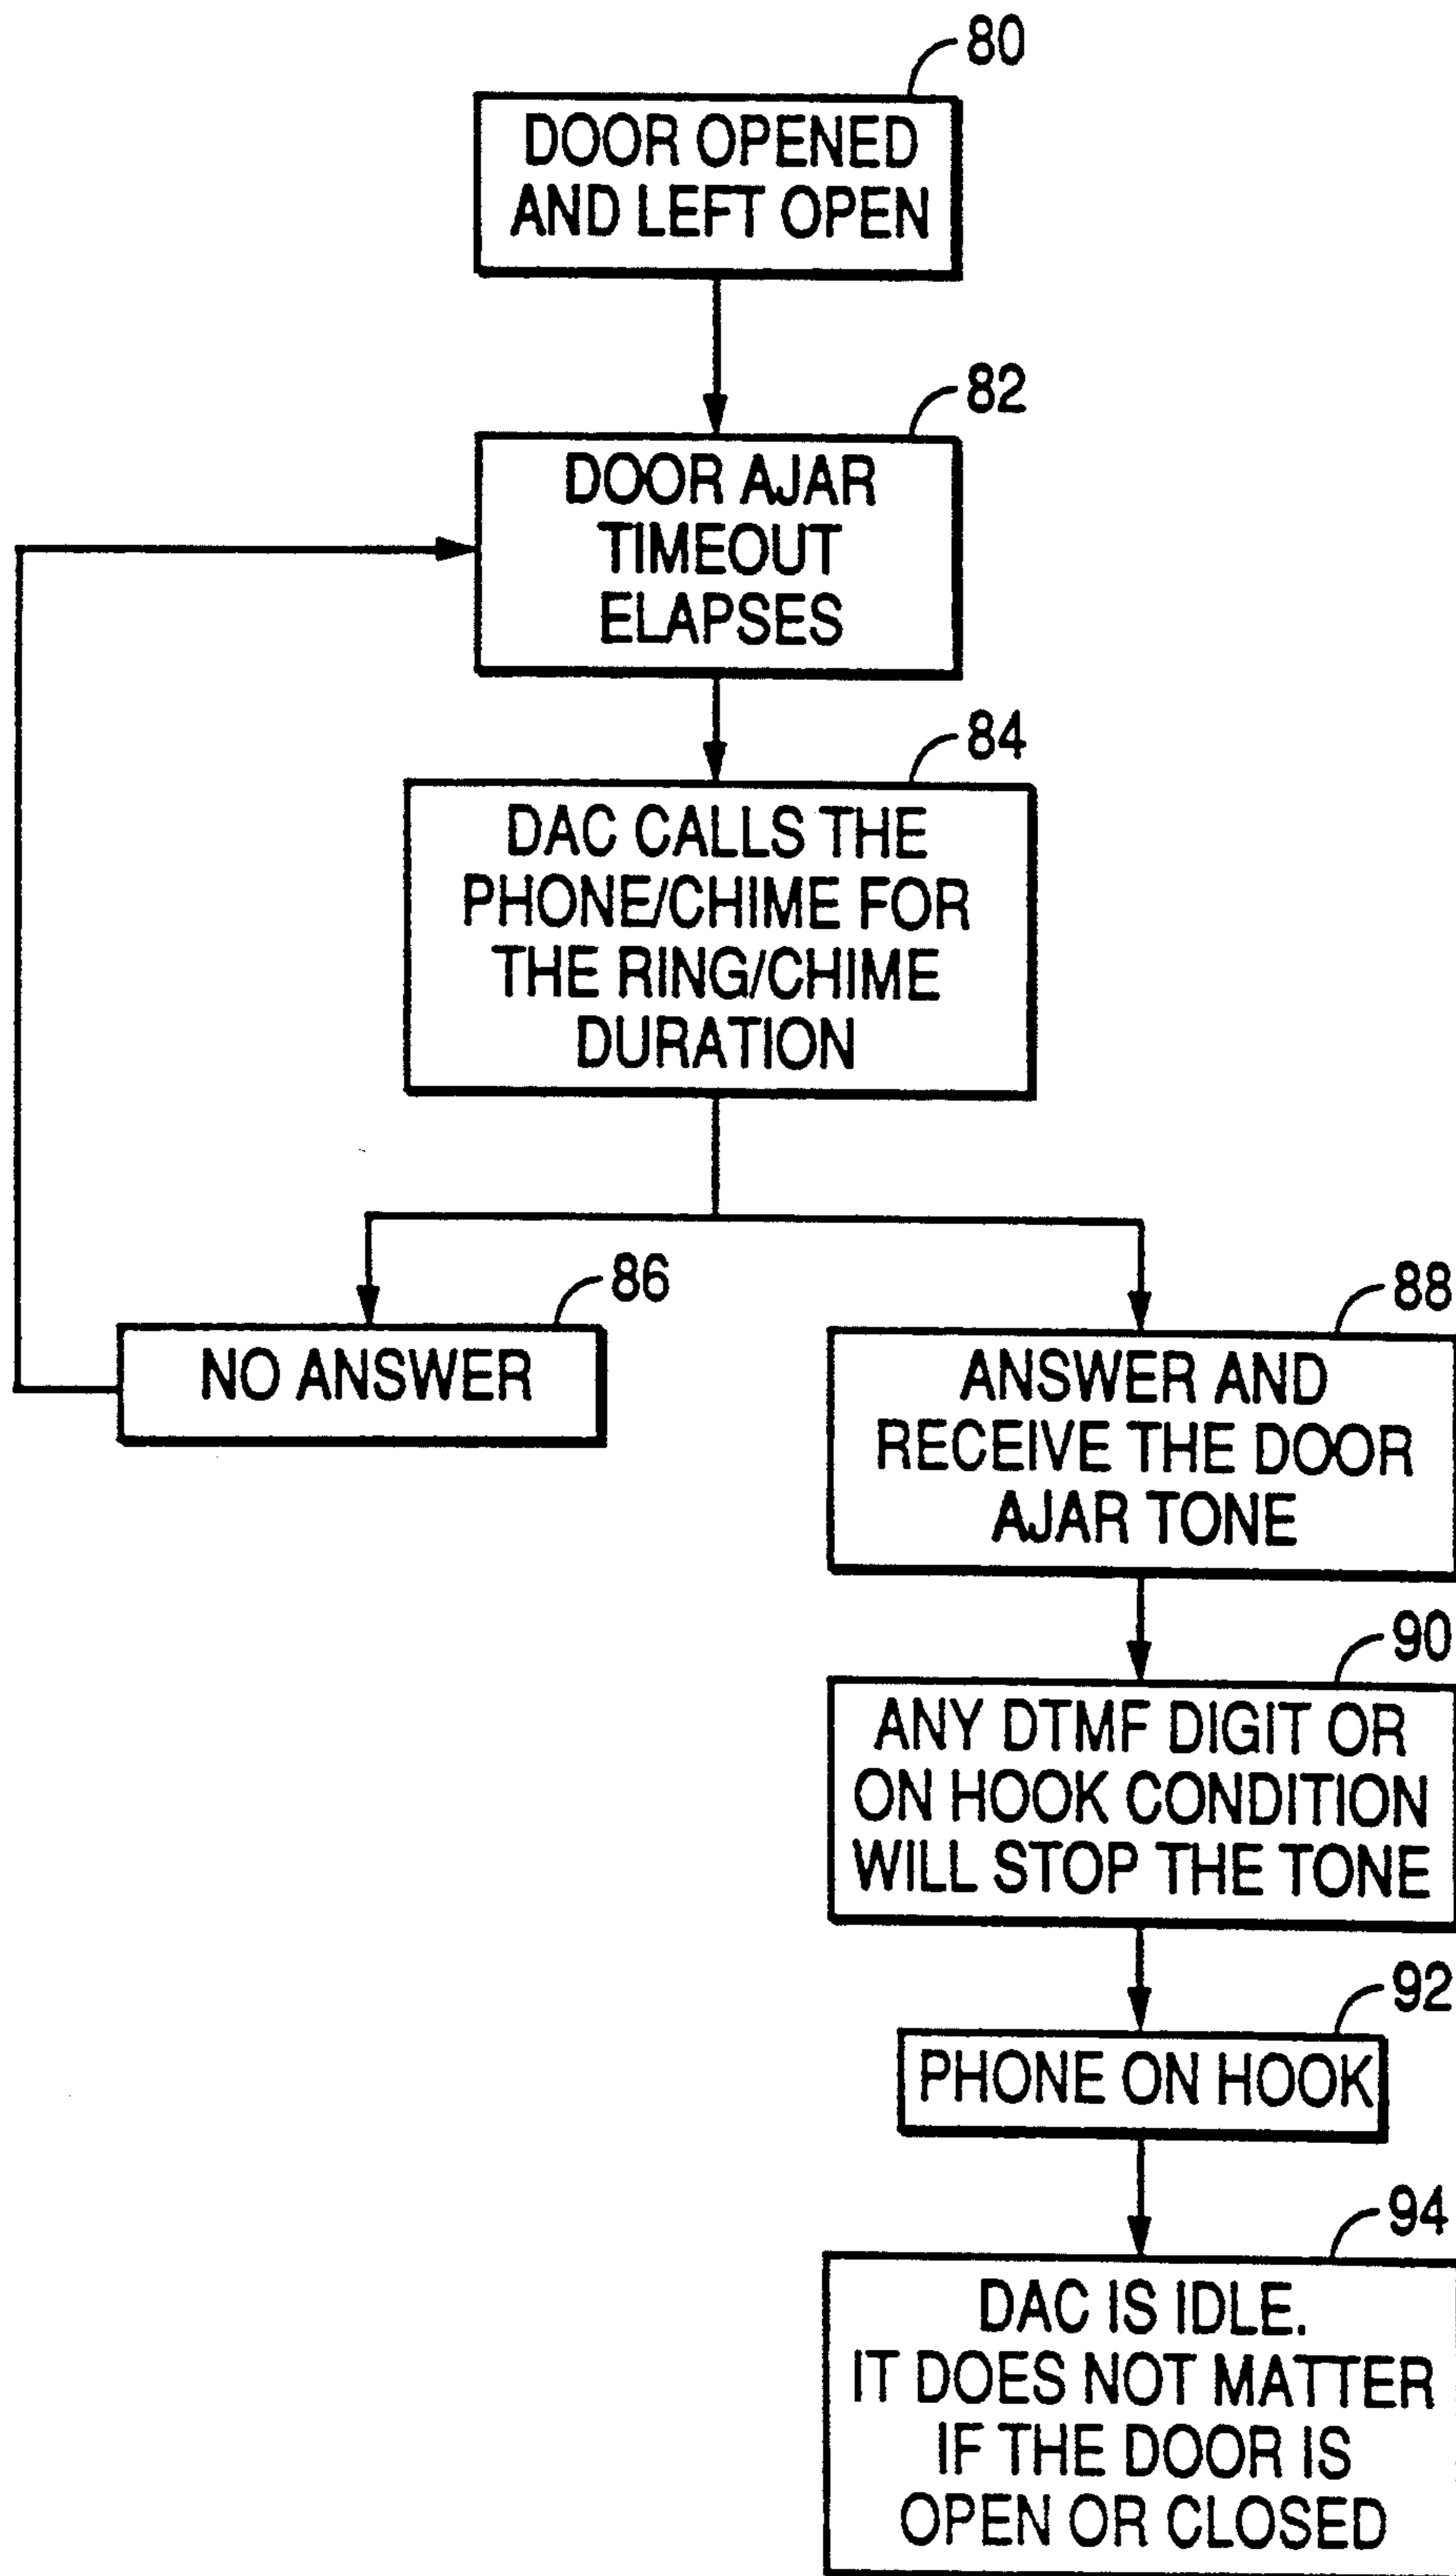 80
DOOR OPENED
AND LEFT OPEN
82
DOOR AJAR
TIMEOUT
ELAPSES
84
DAC CALLS THE
PHONE/CHIME FOR
THE RING/CHIME
DURATION
86
NO ANSWER
88
ANSWER AND
RECEIVE THE DOOR
AJAR TONE
90
ANY DTMF DIGIT OR
ON HOOK CONDITION
WILL STOP THE TONE
92
PHONE ON HOOK
94
DAC IS IDLE.
IT DOES NOT MATTER
IF THE DOOR IS
OPEN OR CLOSED